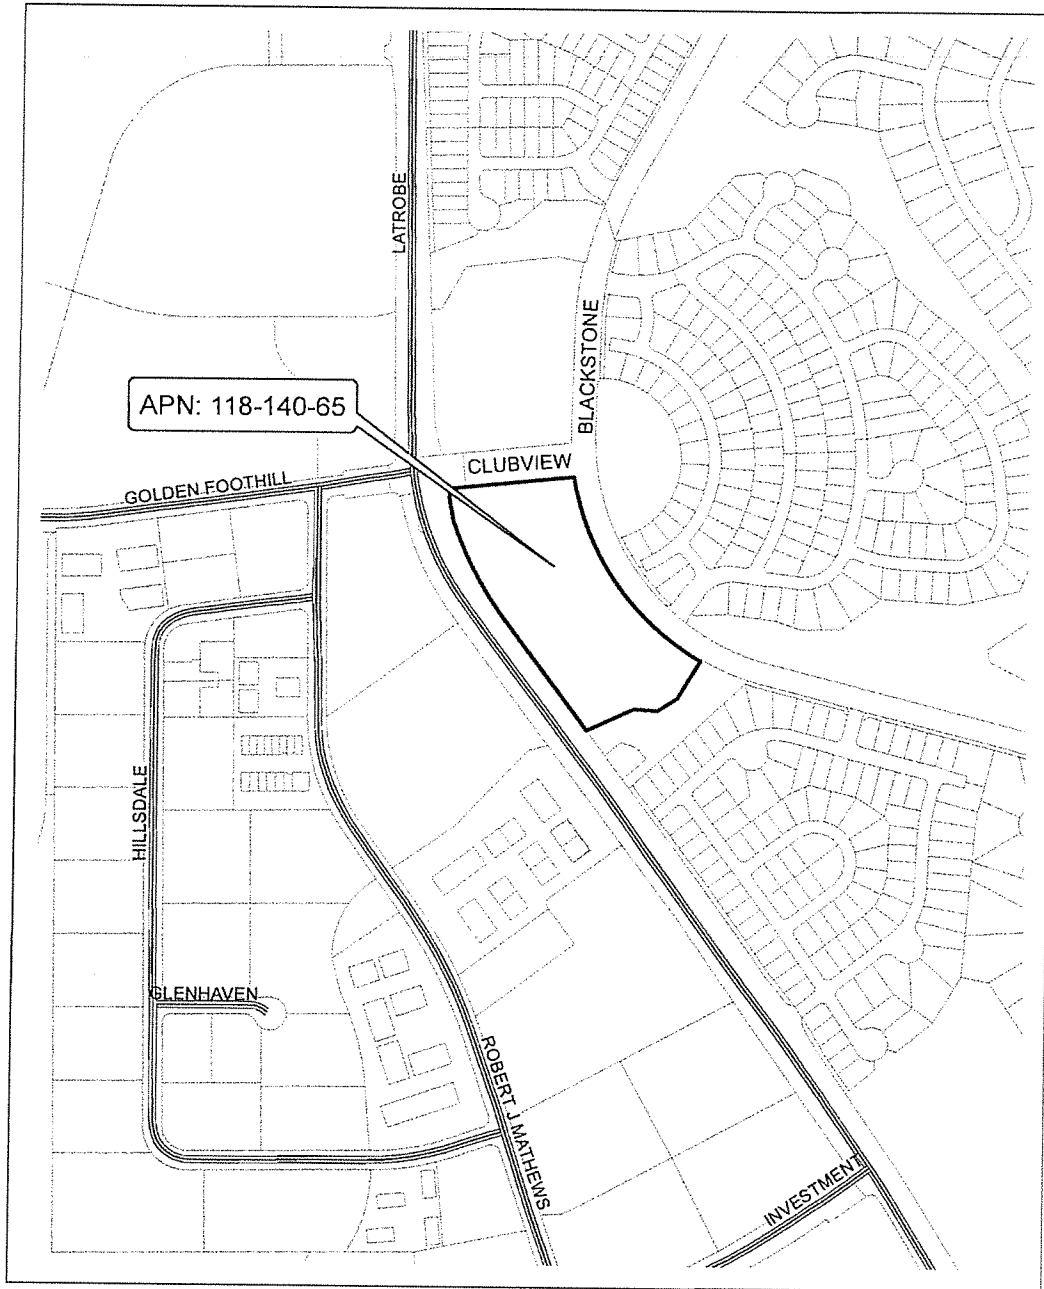 LATROBE
BLACKSTONE
APN: 118-140-65
CLUBVIEW
GOLDEN FOOTHILL
HILLSDALE
GLENHAVEN
ROBERT J MATHEWS
INVESTMENT